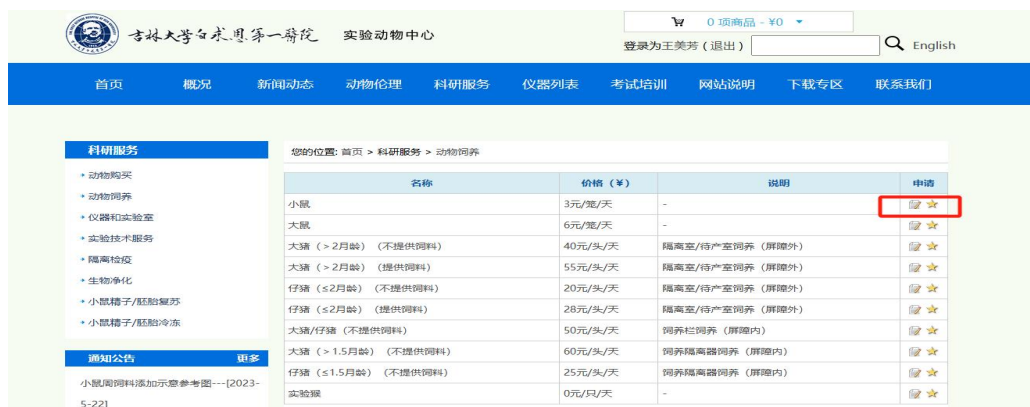 0 项商品 - ¥0
吉林大学白求恩第一醫院 实验动物中心
登录为王美芳 ( 退出 )
English
首页 概况 新闻动态 动物伦理 科研服务 仪器列表 考试培训 网站说明 下载专区 联系我们
科研服务
动物购买
动物饲养
仪器和实验室
实验技术服务
隔离检疫
生物净化
小鼠精子/胚胎复苏
小鼠精子/胚胎冷冻
通知公告 更多
小鼠周饲料添加示意参考图---[2023-
5-22]
您的位置: 首页 > 科研服务 > 动物饲养
名称 价格（¥） 说明 申请
小鼠 3元/笼/天 -
大鼠 6元/笼/天 -
大猪（＞2月龄）（不提供饲料） 40元/头/天 隔离室/待产室饲养（屏障外）
大猪（＞2月龄）（提供饲料） 55元/头/天 隔离室/待产室饲养（屏障外）
仔猪（≤2月龄）（不提供饲料） 20元/头/天 隔离室/待产室饲养（屏障外）
仔猪（≤2月龄）（提供饲料） 28元/头/天 隔离室/待产室饲养（屏障外）
大猪/仔猪（不提供饲料） 50元/头/天 饲养栏饲养（屏障内）
大猪（＞1.5月龄）（不提供饲料） 60元/头/天 饲养隔离器饲养（屏障内）
仔猪（≤1.5月龄）（不提供饲料） 25元/头/天 饲养隔离器饲养（屏障内）
实验猴 0元/只/天 -